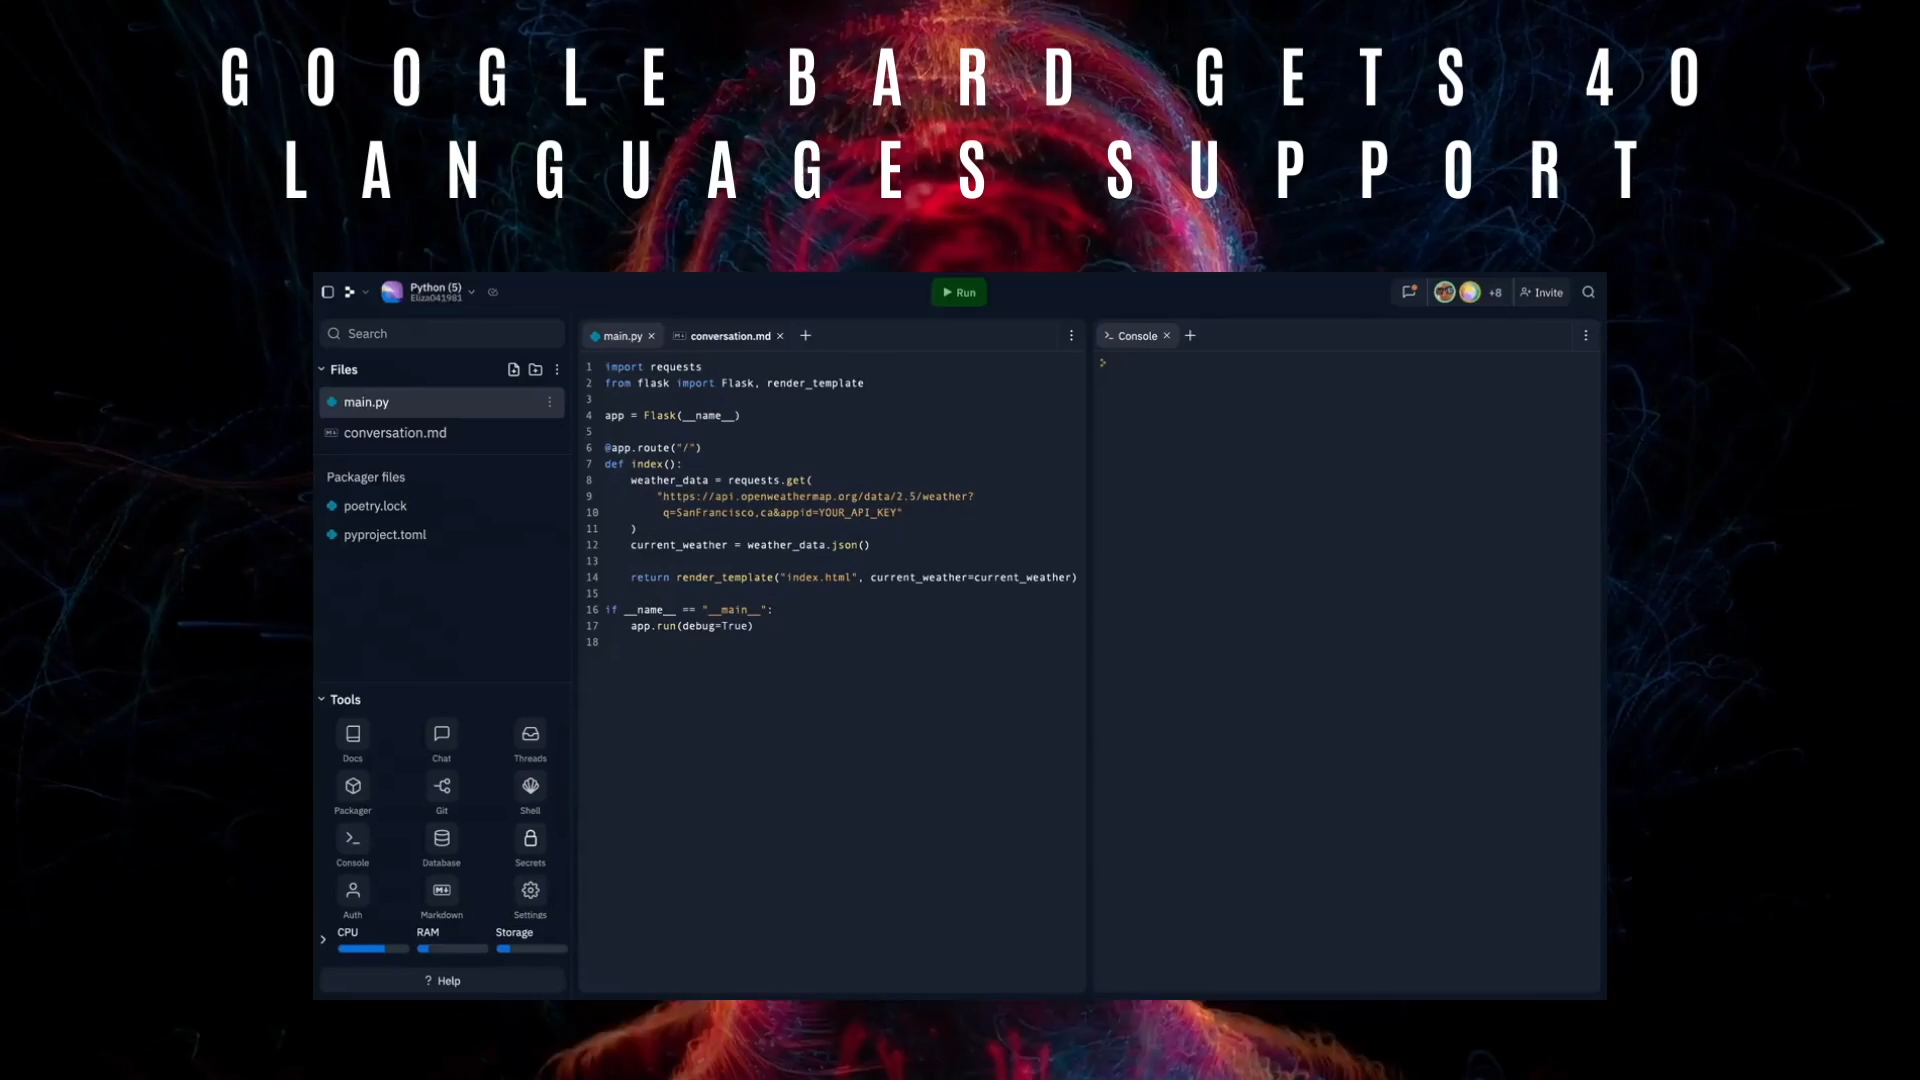 GOOGLE BARD GETS 40
LANGUAGES SUPPORT
Python (5)
Eliza041981
Run
+8
Invite
Search
Files
main.py
conversation.md
Packager files
poetry.lock
pyproject.toml
Tools
Docs
Chat
Threads
Packager
Git
Shell
Console
Database
Secrets
Auth
Markdown
Settings
CPU
RAM
Storage
? Help
main.py
conversation.md
1 import requests
2 from flask import Flask, render_template
3
4 app = Flask(__name__)
5
6 @app.route("/")
7 def index():
8 weather_data = requests.get(
9 "https://api.openweathermap.org/data/2.5/weather?
10 q=SanFrancisco,ca&appid=YOUR_API_KEY"
11 )
12 current_weather = weather_data.json()
13
14 return render_template("index.html", current_weather=current_weather)
15
16 if __name__ == "__main__":
17 app.run(debug=True)
18
Console